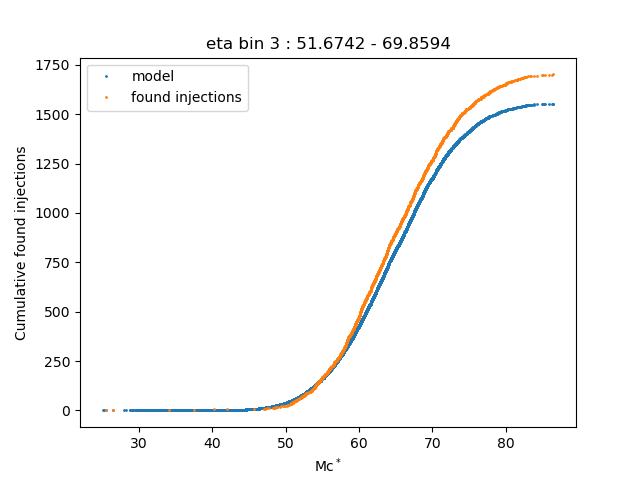 eta bin 3 : 51.6742 - 69.8594
model
found injections
Cumulative found injections
1750
1500
1250
1000
750
500
250
0
30 40 50 60 70 80
Mc*